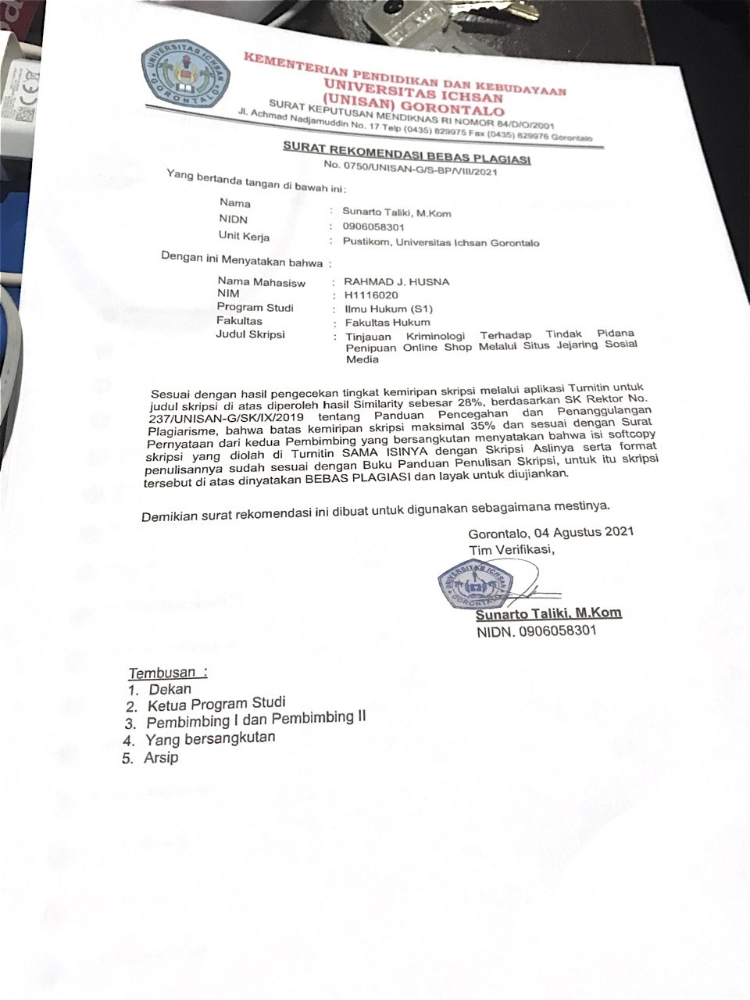 UNIVERSITAS ICHSAN
GORONTALO
KEMENTERIAN PENDIDIKAN DAN KEBUDAYAAN
UNIVERSITAS ICHSAN
(UNISAN) GORONTALO
SURAT KEPUTUSAN MENDIKNAS RI NOMOR 84/D/O/2001
Jl. Achmad Nadjamuddin No. 17 Telp (0435) 829975 Fax (0435) 829976 Gorontalo
SURAT REKOMENDASI BEBAS PLAGIASI
No. 0750/UNISAN-G/S-BP/VIII/2021
Yang bertanda tangan di bawah ini :
Nama : Sunarto Taliki, M.Kom
NIDN : 0906058301
Unit Kerja : Pustikom, Universitas Ichsan Gorontalo
Dengan ini Menyatakan bahwa :
Nama Mahasisw : RAHMAD J. HUSNA
NIM : H1116020
Program Studi : Ilmu Hukum (S1)
Fakultas : Fakultas Hukum
Judul Skripsi : Tinjauan Kriminologi Terhadap Tindak Pidana
Penipuan Online Shop Melalui Situs Jejaring Sosial
Media
Sesuai dengan hasil pengecekan tingkat kemiripan skripsi melalui aplikasi Turnitin untuk
judul skripsi di atas diperoleh hasil Similarity sebesar 28%, berdasarkan SK Rektor No.
237/UNISAN-G/SK/IX/2019 tentang Panduan Pencegahan dan Penanggulangan
Plagiarisme, bahwa batas kemiripan skripsi maksimal 35% dan sesuai dengan Surat
Pernyataan dari kedua Pembimbing yang bersangkutan menyatakan bahwa isi softcopy
skripsi yang diolah di Turnitin SAMA ISINYA dengan Skripsi Aslinya serta format
penulisannya sudah sesuai dengan Buku Panduan Penulisan Skripsi, untuk itu skripsi
tersebut di atas dinyatakan BEBAS PLAGIASI dan layak untuk diujiankan.
Demikian surat rekomendasi ini dibuat untuk digunakan sebagaimana mestinya.
Gorontalo, 04 Agustus 2021
Tim Verifikasi,
UNIVERSITAS ICHSAN
GORONTALO
Sunarto Taliki, M.Kom
NIDN. 0906058301
Tembusan :
1. Dekan
2. Ketua Program Studi
3. Pembimbing I dan Pembimbing II
4. Yang bersangkutan
5. Arsip